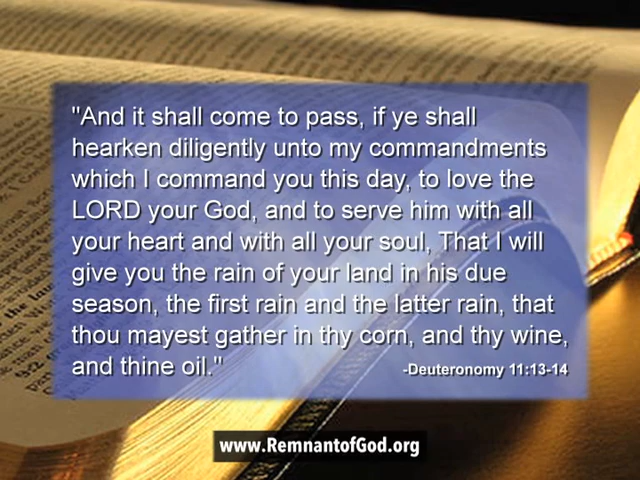 "And it shall come to pass, if ye shall
hearken diligently unto my commandments
which I command you this day, to love the
LORD your God, and to serve him with all
your heart and with all your soul, That I will
give you the rain of your land in his due
season, the first rain and the latter rain, that
thou mayest gather in thy corn, and thy wine,
and thine oil."
-Deuteronomy 11:13-14
www.RemnantofGod.org